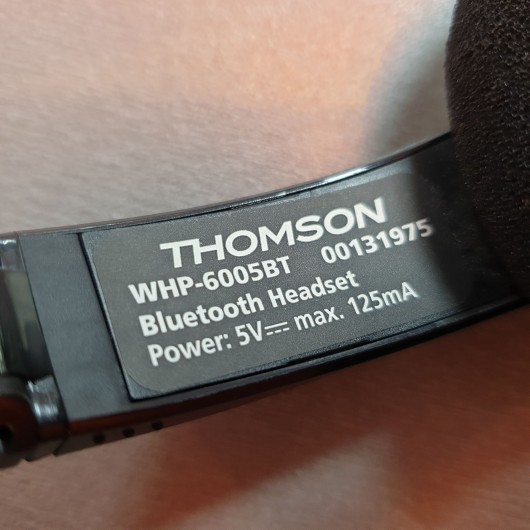 THOMSON
WHP-6005BT 00131975
Bluetooth Headset
Power: 5V⎓ max. 125mA